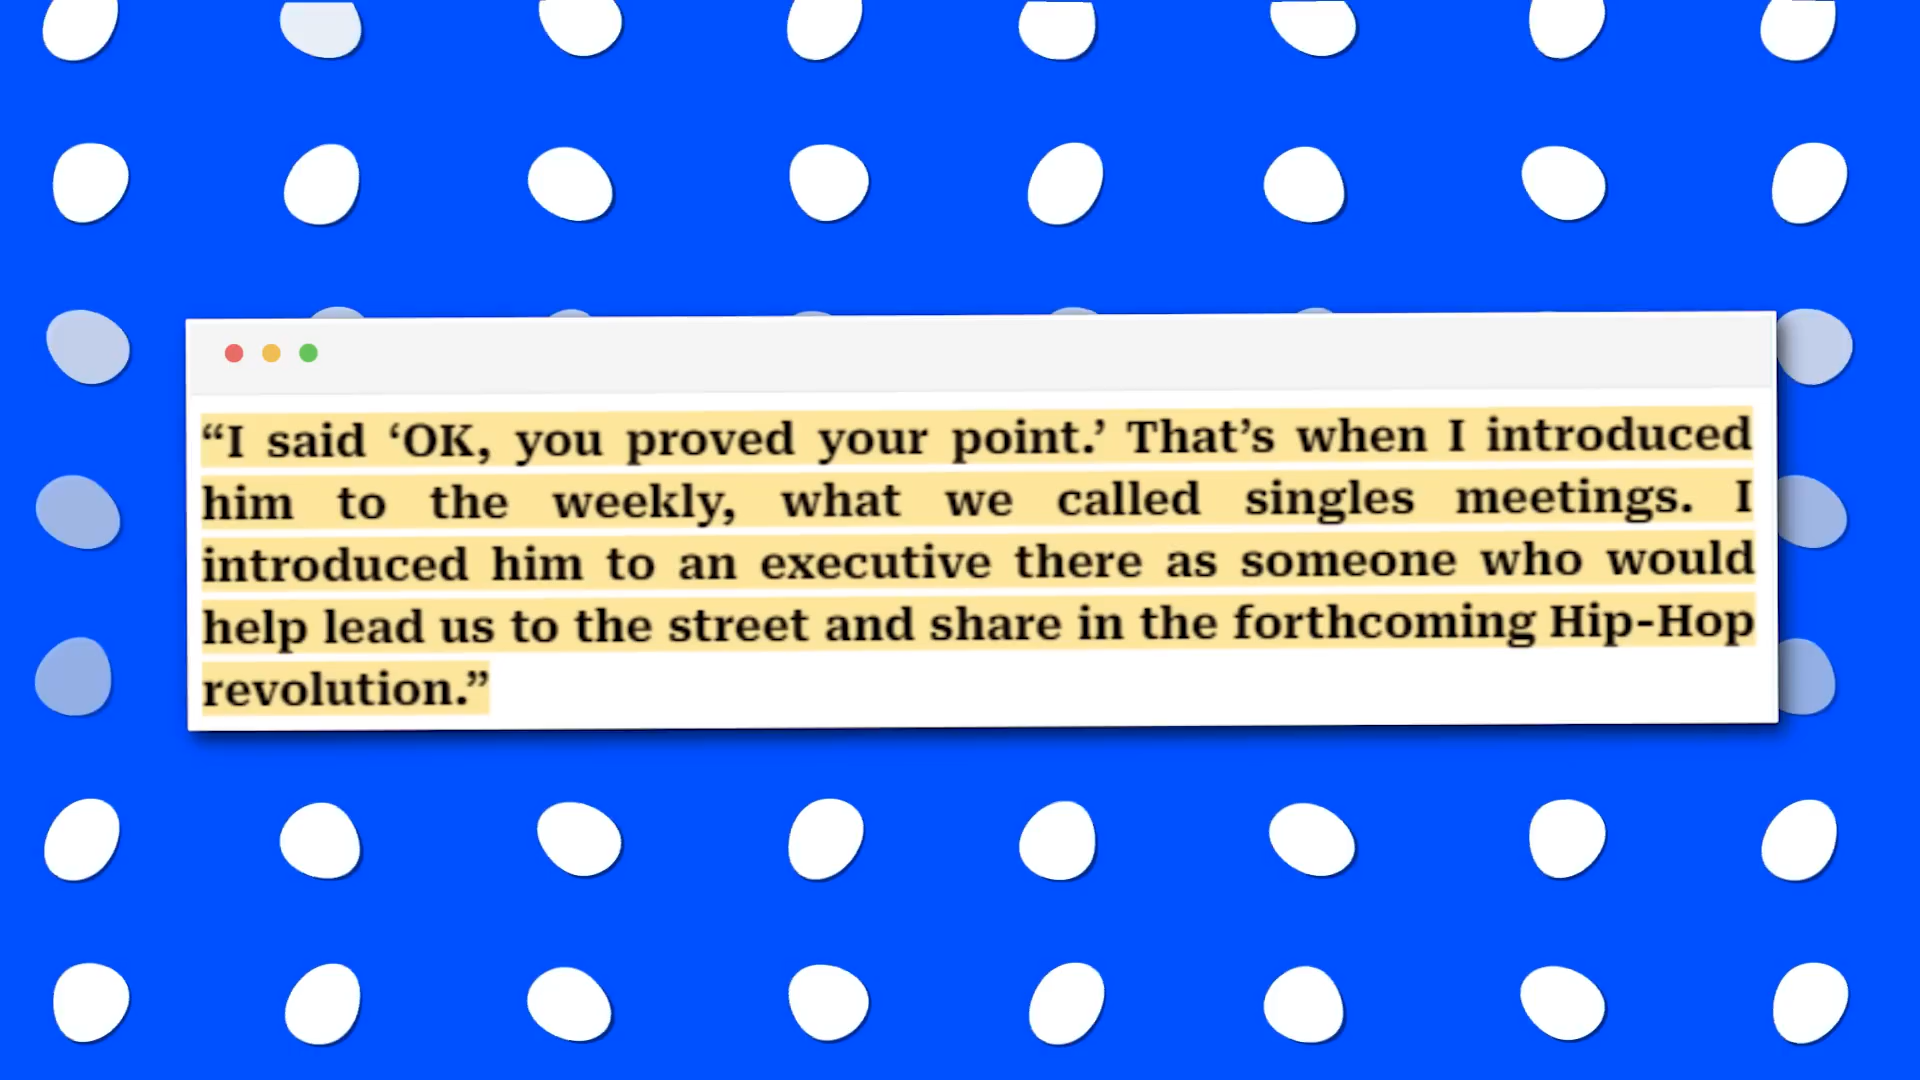 “I said ‘OK, you proved your point.’ That’s when I introduced
him to the weekly, what we called singles meetings. I
introduced him to an executive there as someone who would
help lead us to the street and share in the forthcoming Hip-Hop
revolution.”